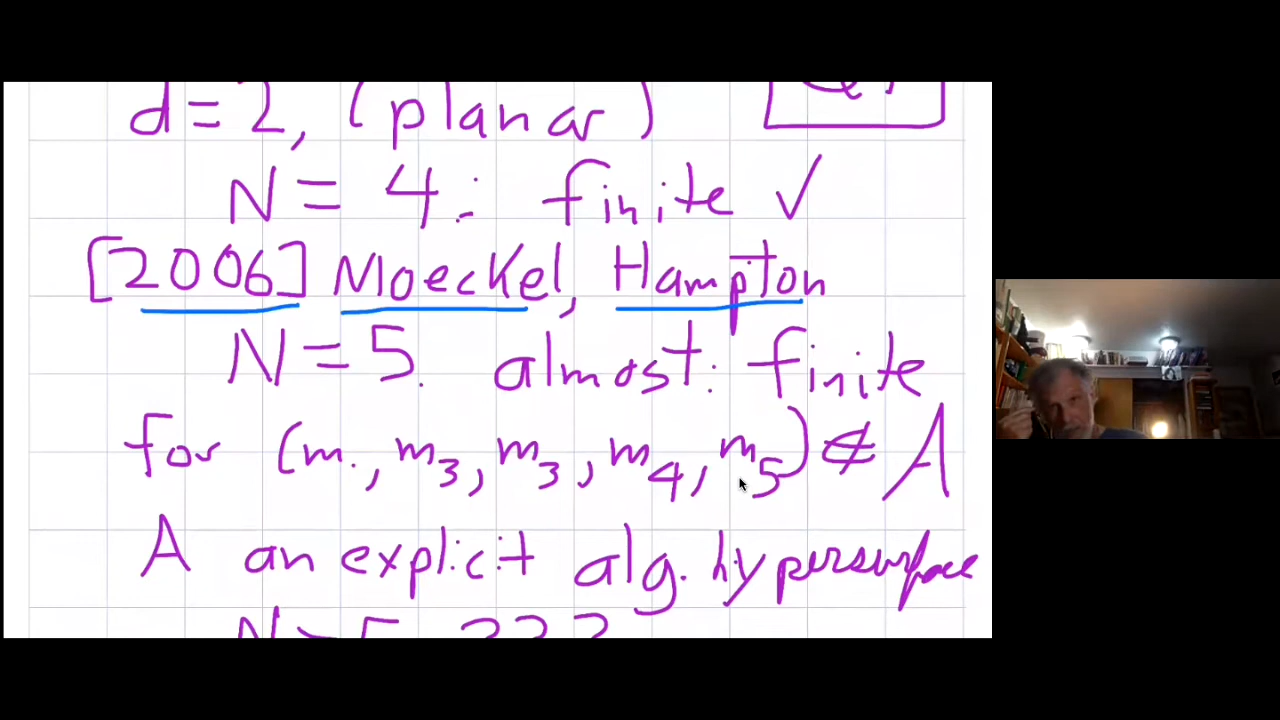 d = 2, (planar)
N = 4 : finite ✓
[2006] Moeckel, Hampton
N = 5. almost: finite
for (m., m3, m3, m4, m5) ∉ A
A an explicit alg. hypersurface
???